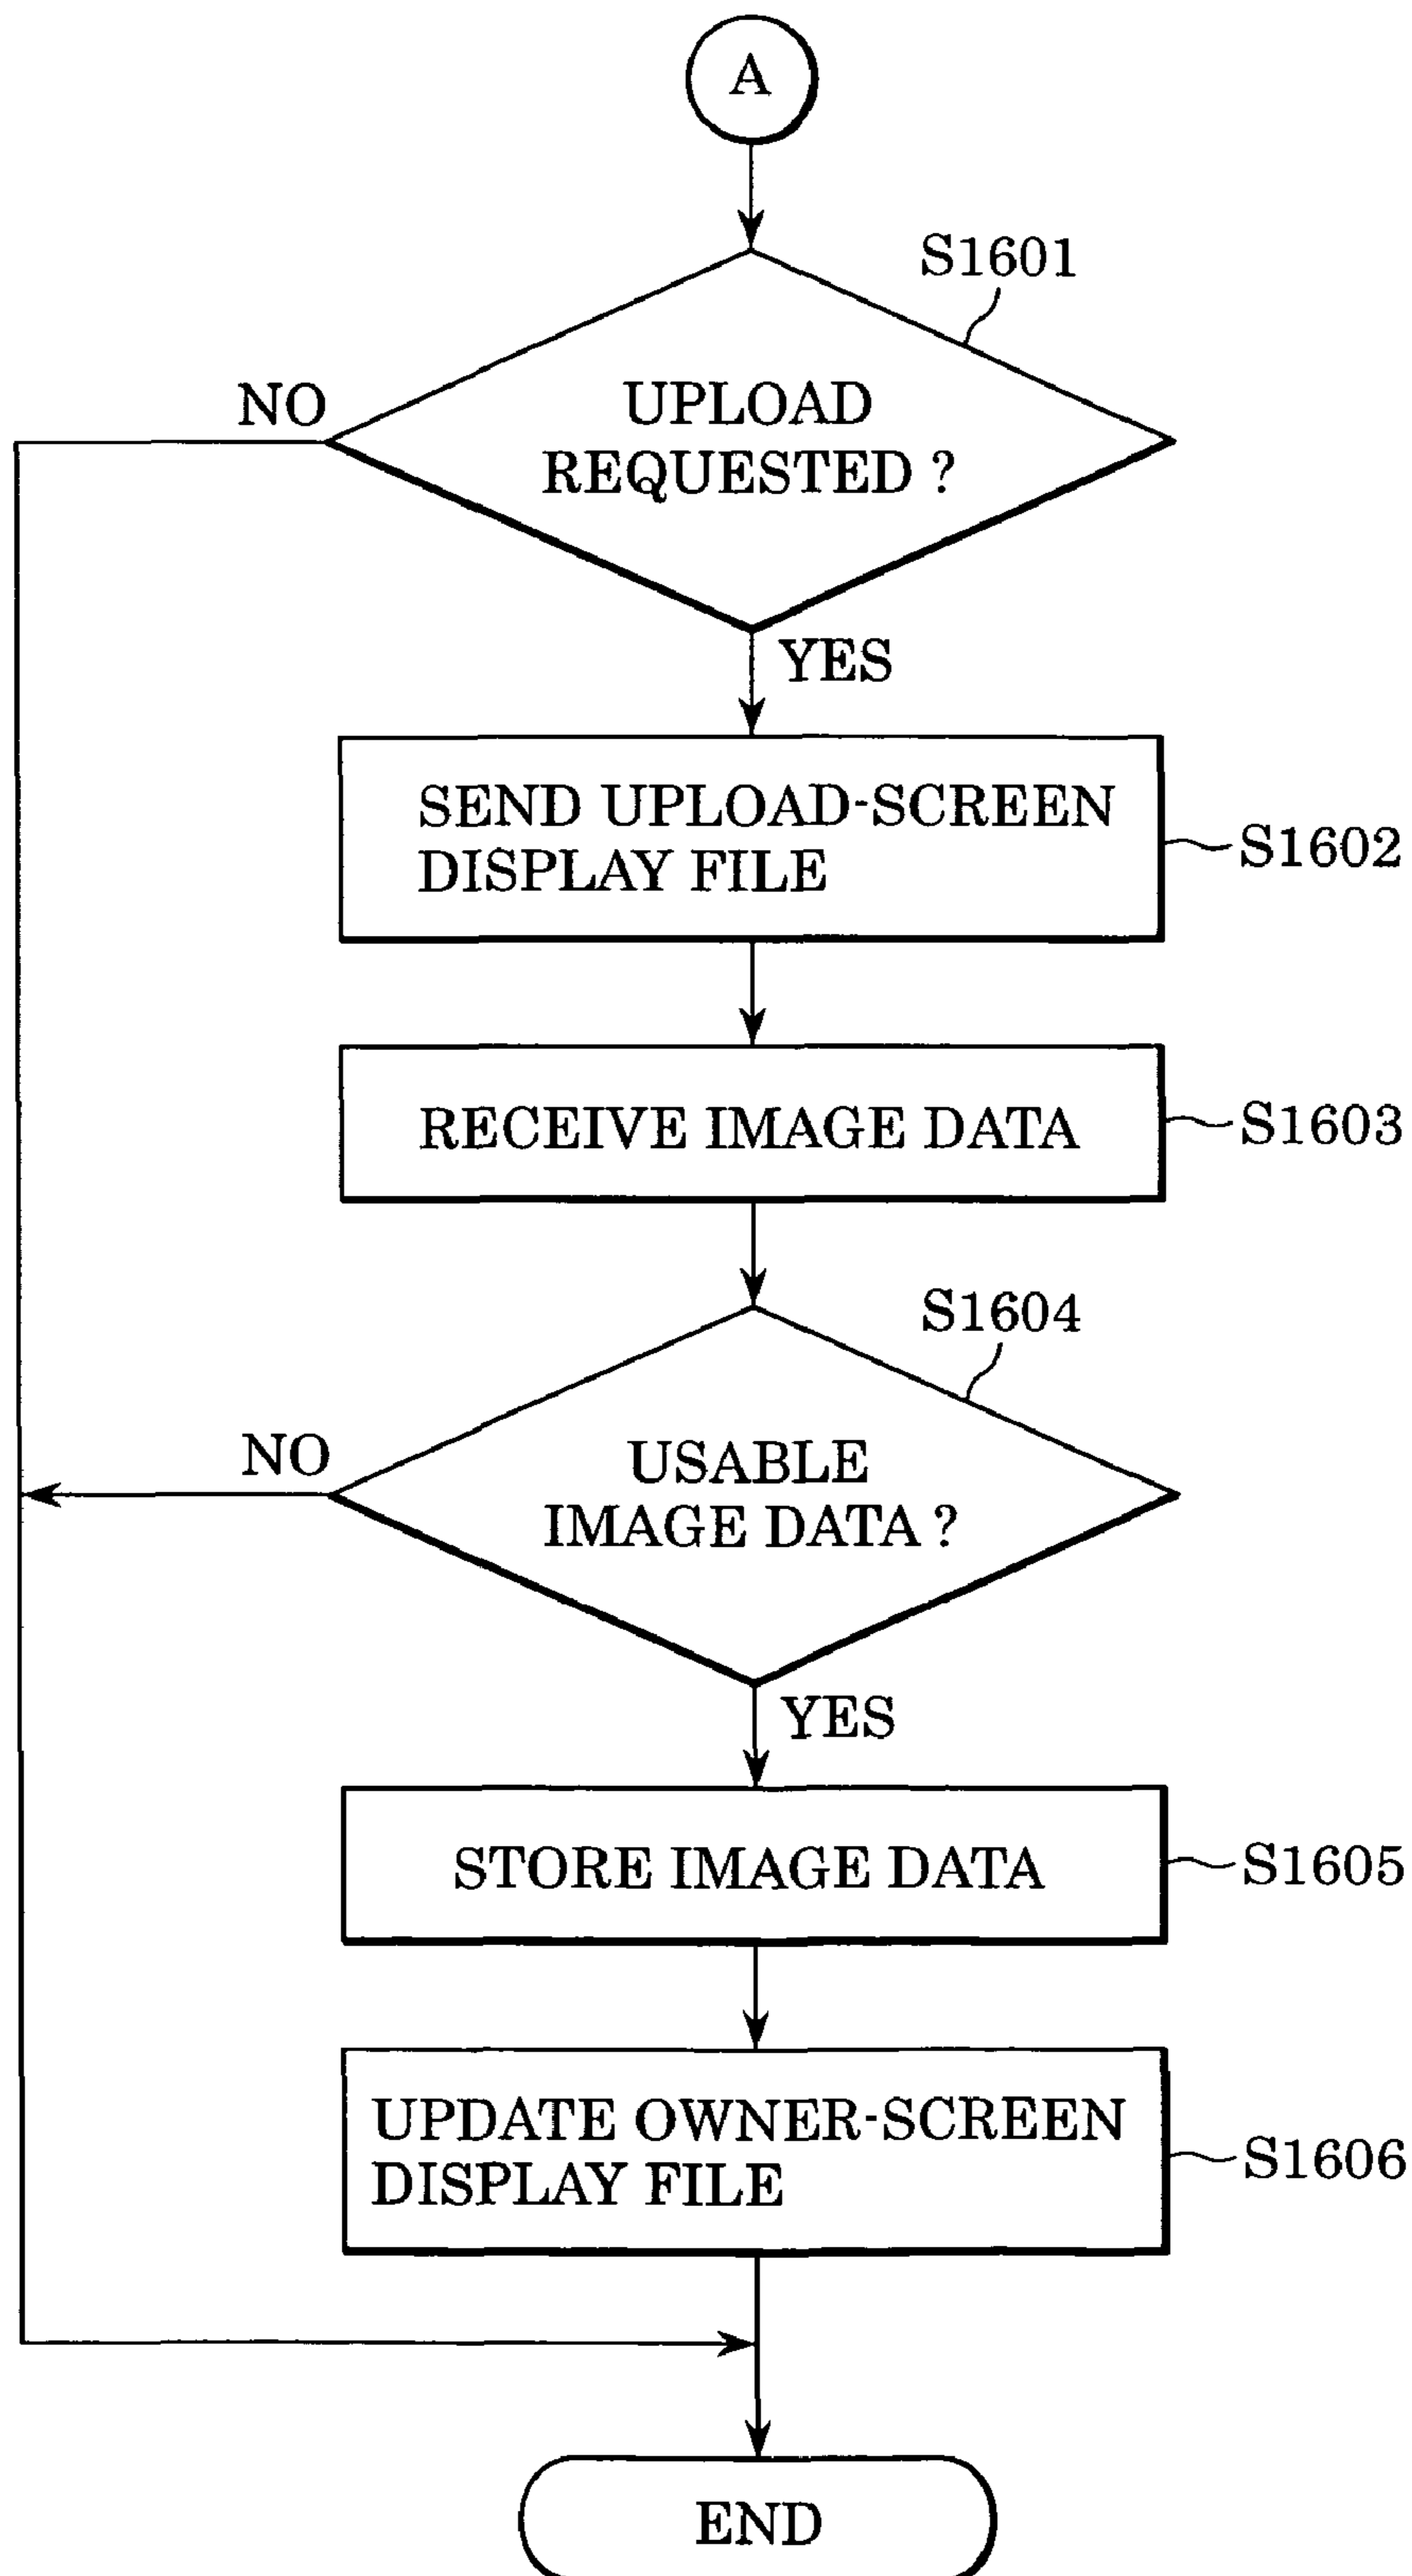 A
S1601
NO
UPLOAD
REQUESTED ?
YES
SEND UPLOAD-SCREEN
DISPLAY FILE
S1602
RECEIVE IMAGE DATA
S1603
S1604
NO
USABLE
IMAGE DATA ?
YES
STORE IMAGE DATA
S1605
UPDATE OWNER-SCREEN
DISPLAY FILE
S1606
END